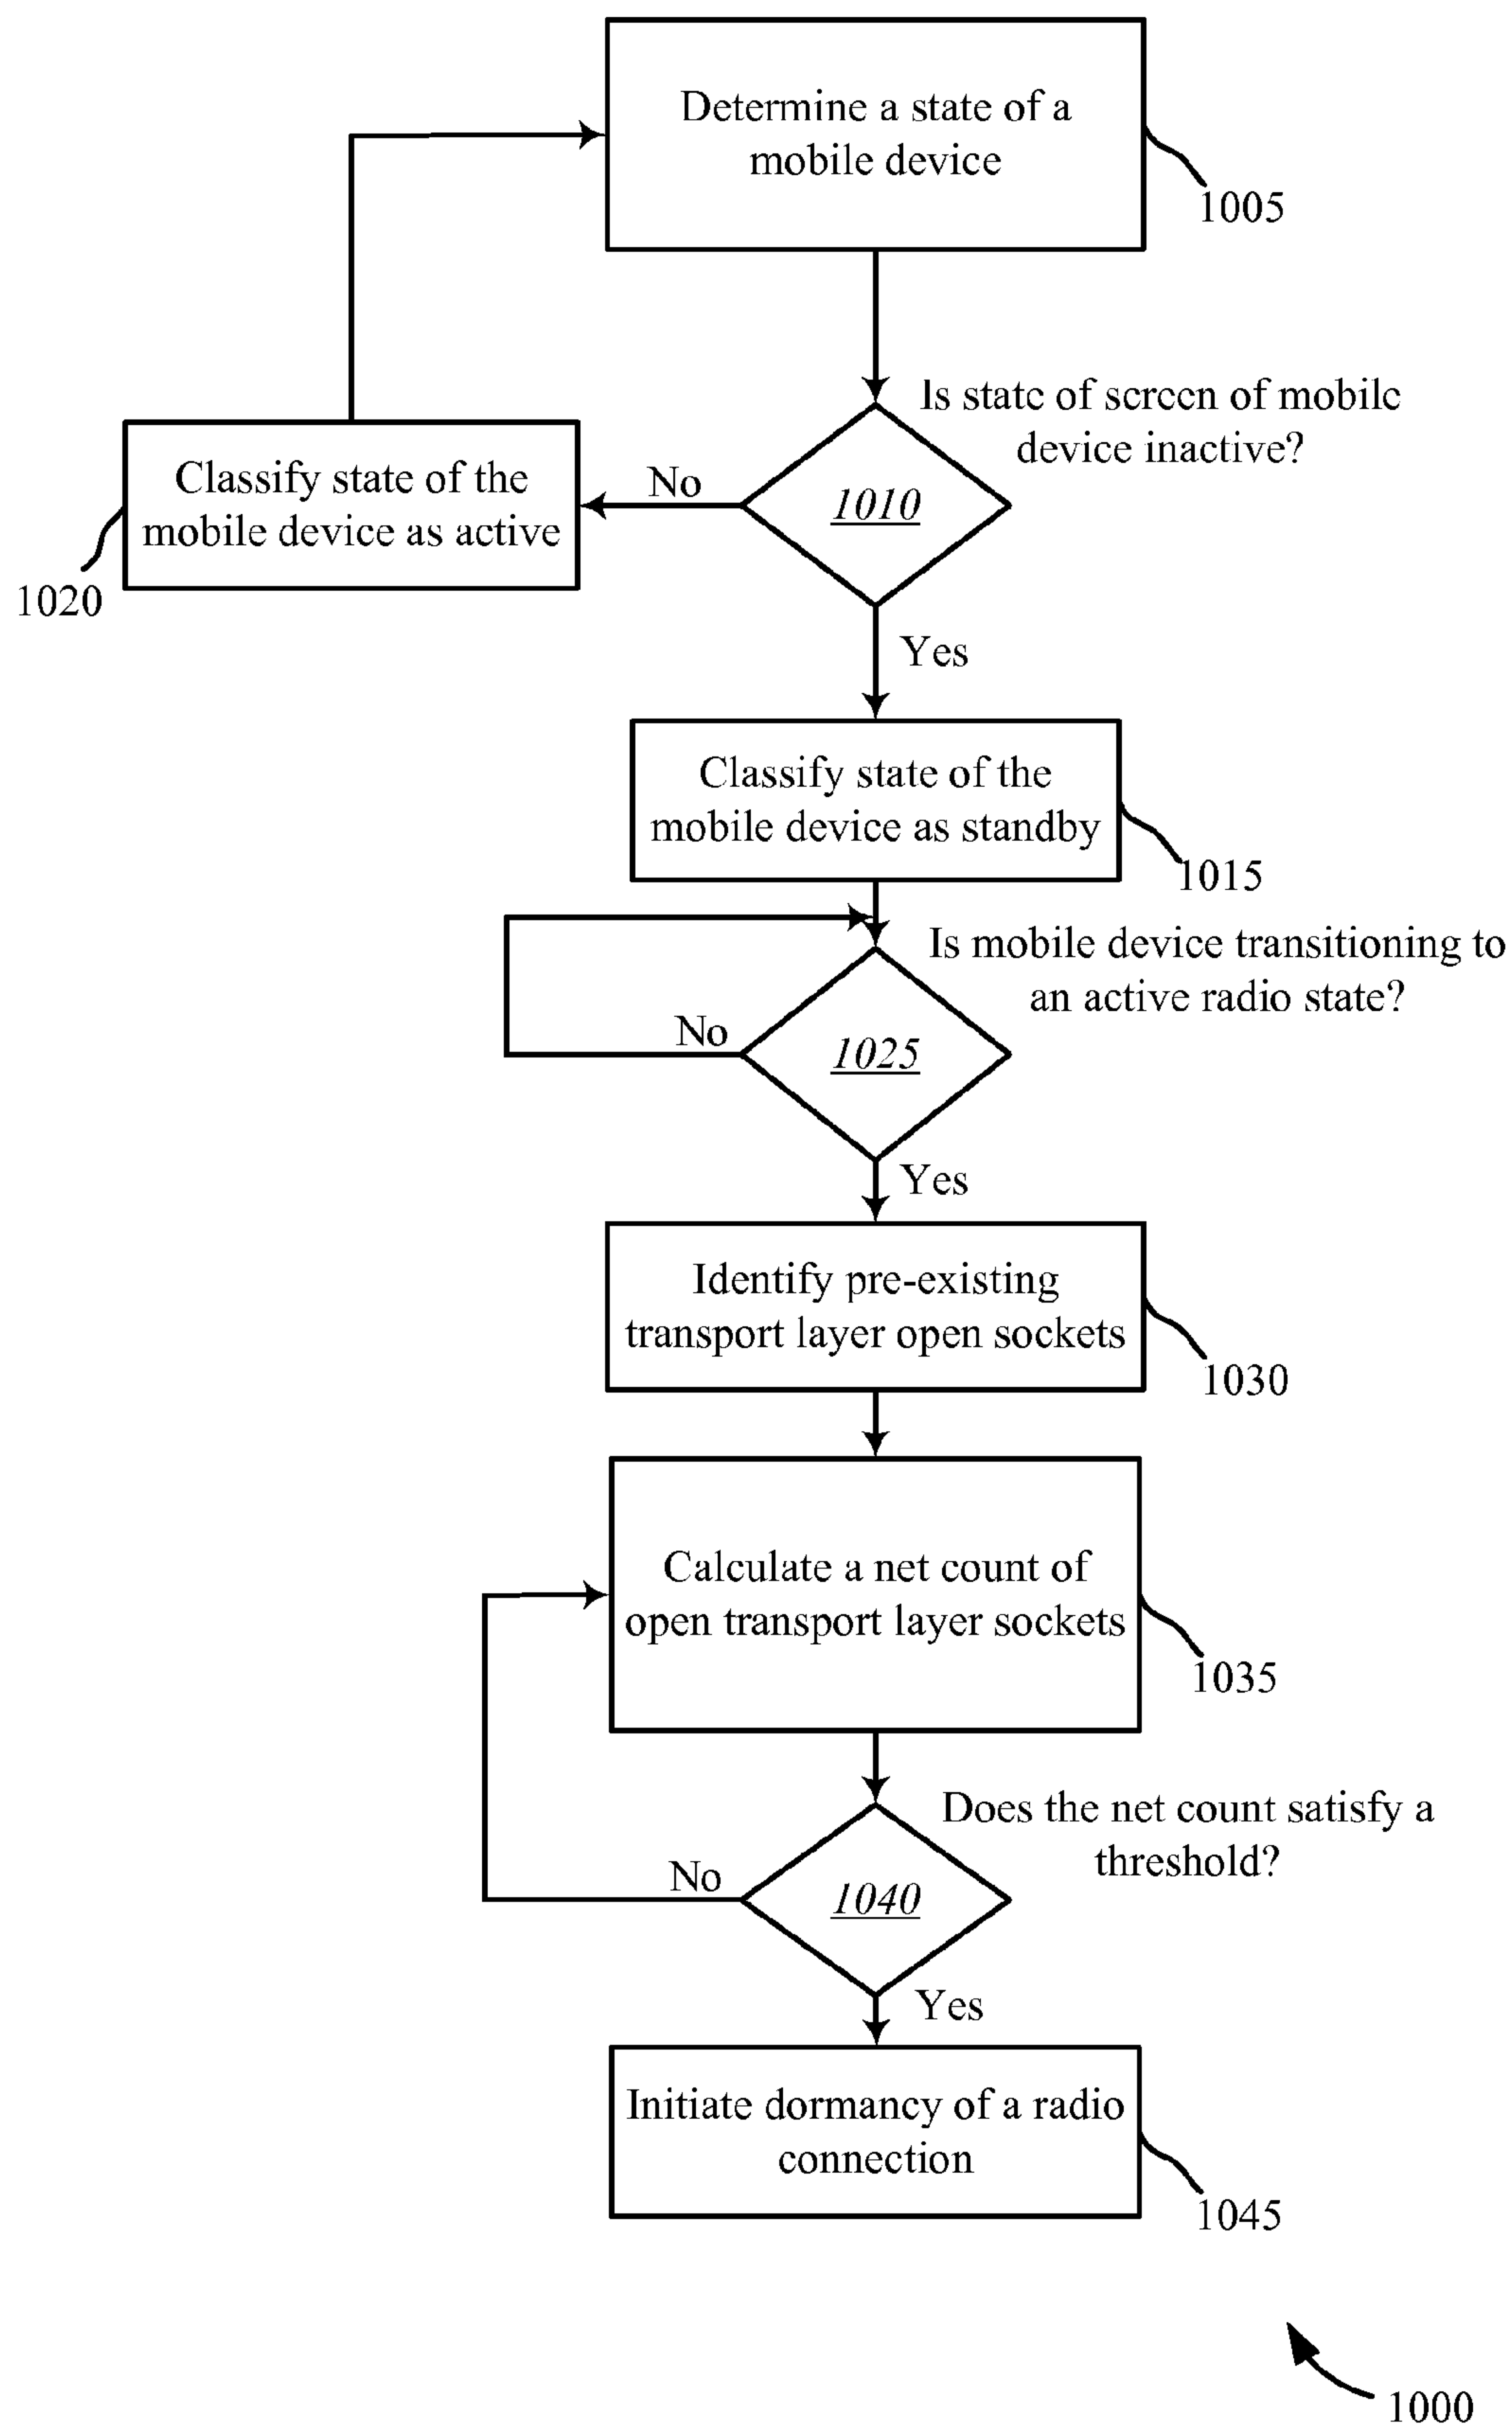 Determine a state of a
mobile device
1005
Is state of screen of mobile
device inactive?
No
1010
Classify state of the
mobile device as active
1020
Yes
Classify state of the
mobile device as standby
1015
Is mobile device transitioning to
an active radio state?
No
1025
Yes
Identify pre-existing
transport layer open sockets
1030
Calculate a net count of
open transport layer sockets
1035
Does the net count satisfy a
threshold?
No
1040
Yes
Initiate dormancy of a radio
connection
1045
1000